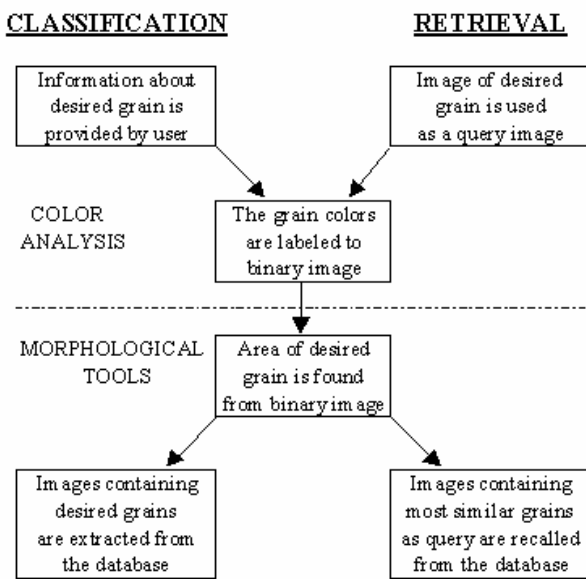 CLASSIFICATION
RETRIEVAL
Information about
desired grain is
provided by user
Image of desired
grain is used
as a query image
COLOR
ANALYSIS
The grain colors
are labeled to
binary image
MORPHOLOGICAL
TOOLS
Area of desired
grain is found
from binary image
Images containing
desired grains
are extracted from
the database
Images containing
most similar grains
as query are recalled
from the database